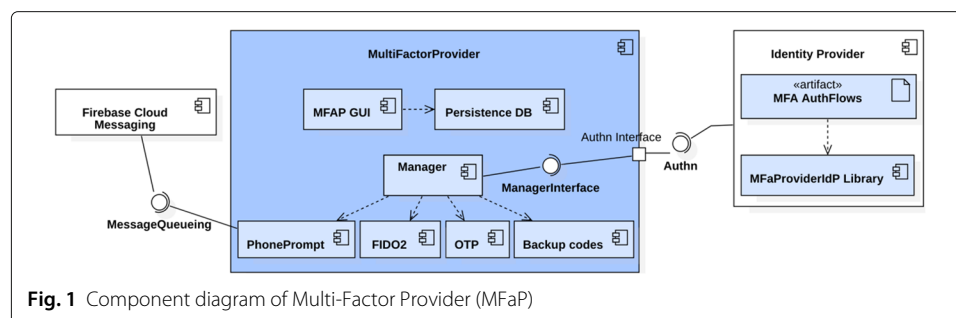 MultiFactorProvider
Identity Provider
«artifact»
MFA AuthFlows
Firebase Cloud
Messaging
MFAP GUI
Persistence DB
Authn Interface
Authn
Manager
ManagerInterface
MFaProviderIdP Library
MessageQueueing
PhonePrompt
FIDO2
OTP
Backup codes
Fig. 1 Component diagram of Multi-Factor Provider (MFaP)